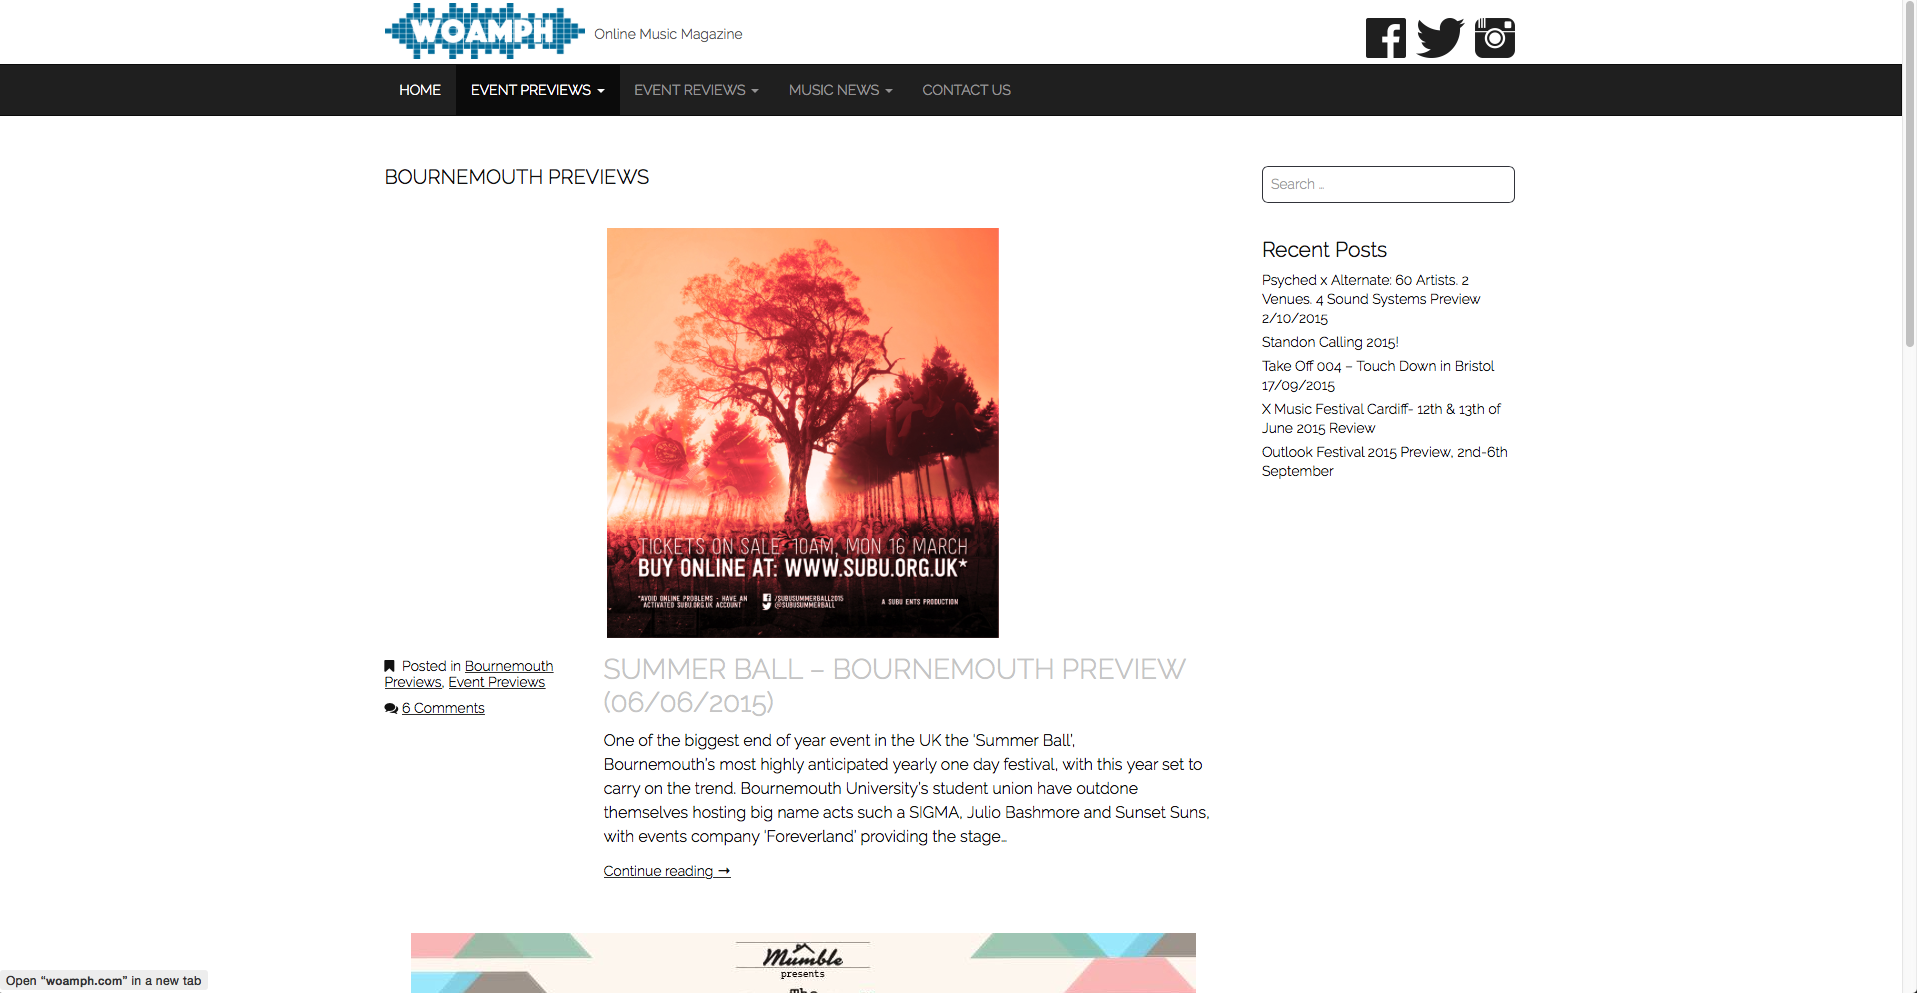 WOAMPH
Online Music Magazine
HOME
EVENT PREVIEWS
EVENT REVIEWS
MUSIC NEWS
CONTACT US
BOURNEMOUTH PREVIEWS
Search ...
Recent Posts
Psyched x Alternate: 60 Artists. 2
Venues. 4 Sound Systems Preview
2/10/2015
Standon Calling 2015!
Take Off 004 – Touch Down in Bristol
17/09/2015
X Music Festival Cardiff- 12th & 13th of
June 2015 Review
Outlook Festival 2015 Preview, 2nd-6th
September
TICKETS ON SALE: 10AM, MON 16 MARCH
BUY ONLINE AT: WWW.SUBU.ORG.UK*
*AVOID ONLINE PROBLEMS - HAVE AN
ACTIVATED SUBU.ORG.UK ACCOUNT
/SUBUSUMMERBALL2015
@SUBUSUMMERBALL
A SUBU ENTS PRODUCTION
Posted in Bournemouth
Previews, Event Previews
6 Comments
SUMMER BALL – BOURNEMOUTH PREVIEW
(06/06/2015)
One of the biggest end of year event in the UK the ‘Summer Ball’,
Bournemouth’s most highly anticipated yearly one day festival, with this year set to
carry on the trend. Bournemouth University’s student union have outdone
themselves hosting big name acts such a SIGMA, Julio Bashmore and Sunset Suns,
with events company ‘Foreverland’ providing the stage...
Continue reading →
Mumble
presents
The
Open “woamph.com” in a new tab